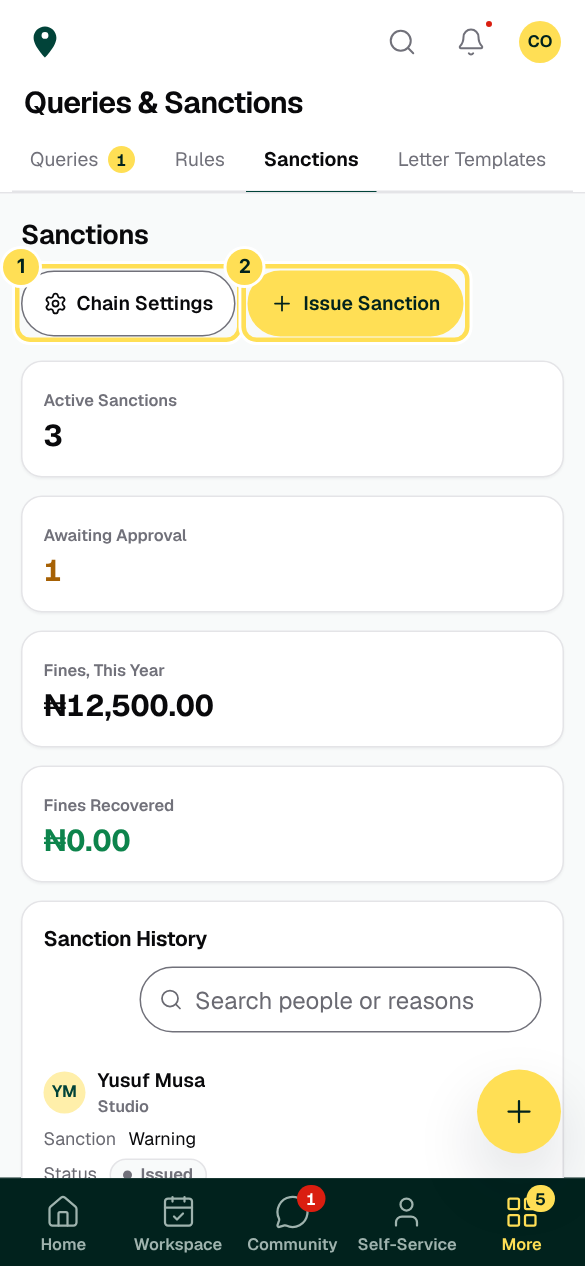 CO
Queries & Sanctions
Queries 1 Rules Sanctions Letter Templates
Sanctions
1 2
Chain Settings + Issue Sanction
Active Sanctions
3
Awaiting Approval
1
Fines, This Year
₦12,500.00
Fines Recovered
₦0.00
Sanction History
Search people or reasons
YM Yusuf Musa
Studio
Sanction Warning
Status Issued
1 5
Home Workspace Community Self-Service More